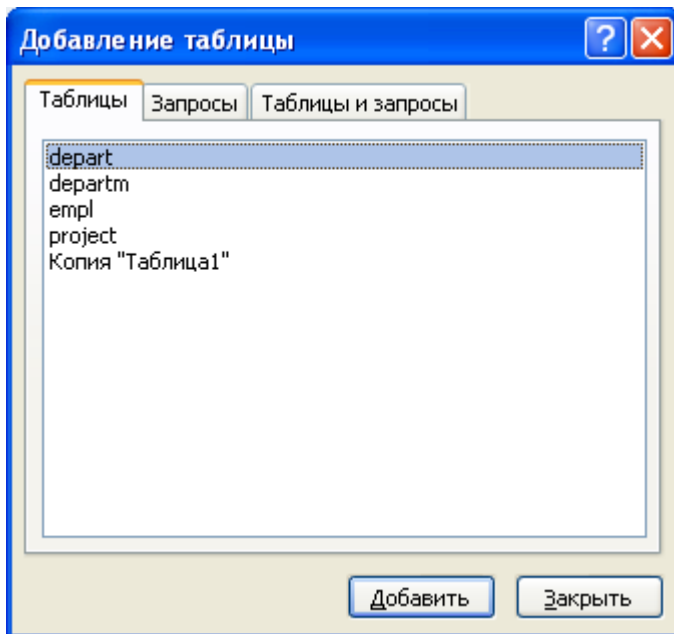 Добавление таблицы
Таблицы Запросы Таблицы и запросы
depart
departm
empl
project
Копия "Таблица1"
Добавить Закрыть